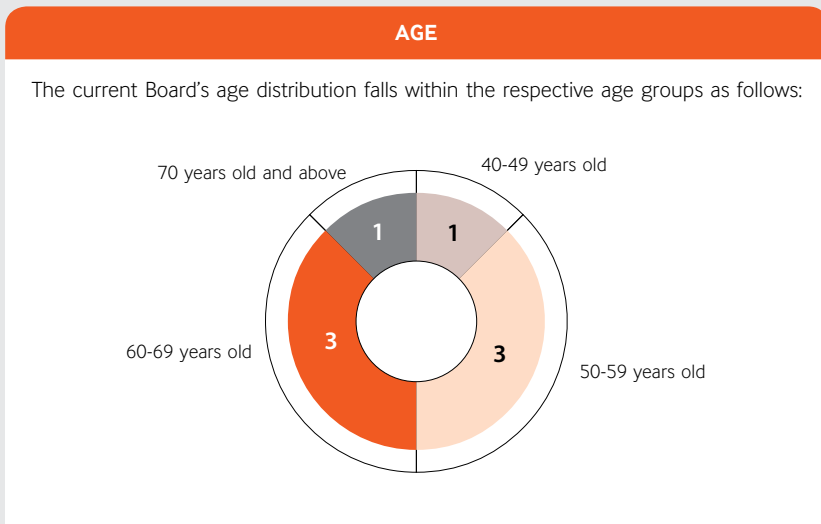 AGE
The current Board's age distribution falls within the respective age groups as follows:
70 years old and above
40-49 years old
1
1
60-69 years old
3
3
50-59 years old